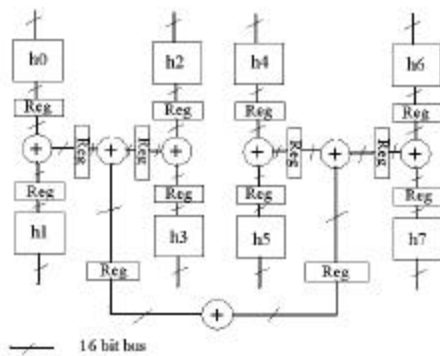 h0 h2 h4 h6
Reg Reg Reg Reg
+ Reg + Reg + + Reg + Reg +
Reg Reg Reg Reg
h1 h3 h5 h7
Reg Reg
+
16 bit bus